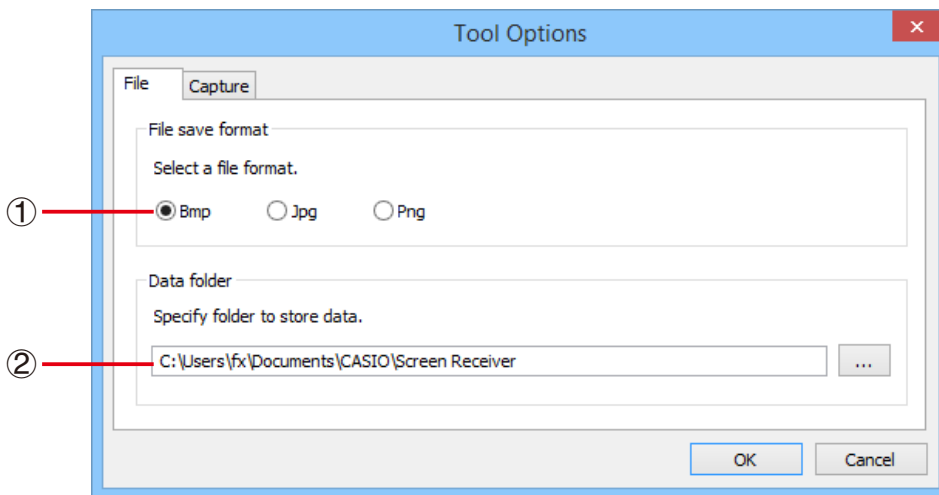 Tool Options
File Capture
File save format
Select a file format.
① Bmp Jpg Png
Data folder
Specify folder to store data.
② C:\Users\fx\Documents\CASIO\Screen Receiver ...
OK Cancel